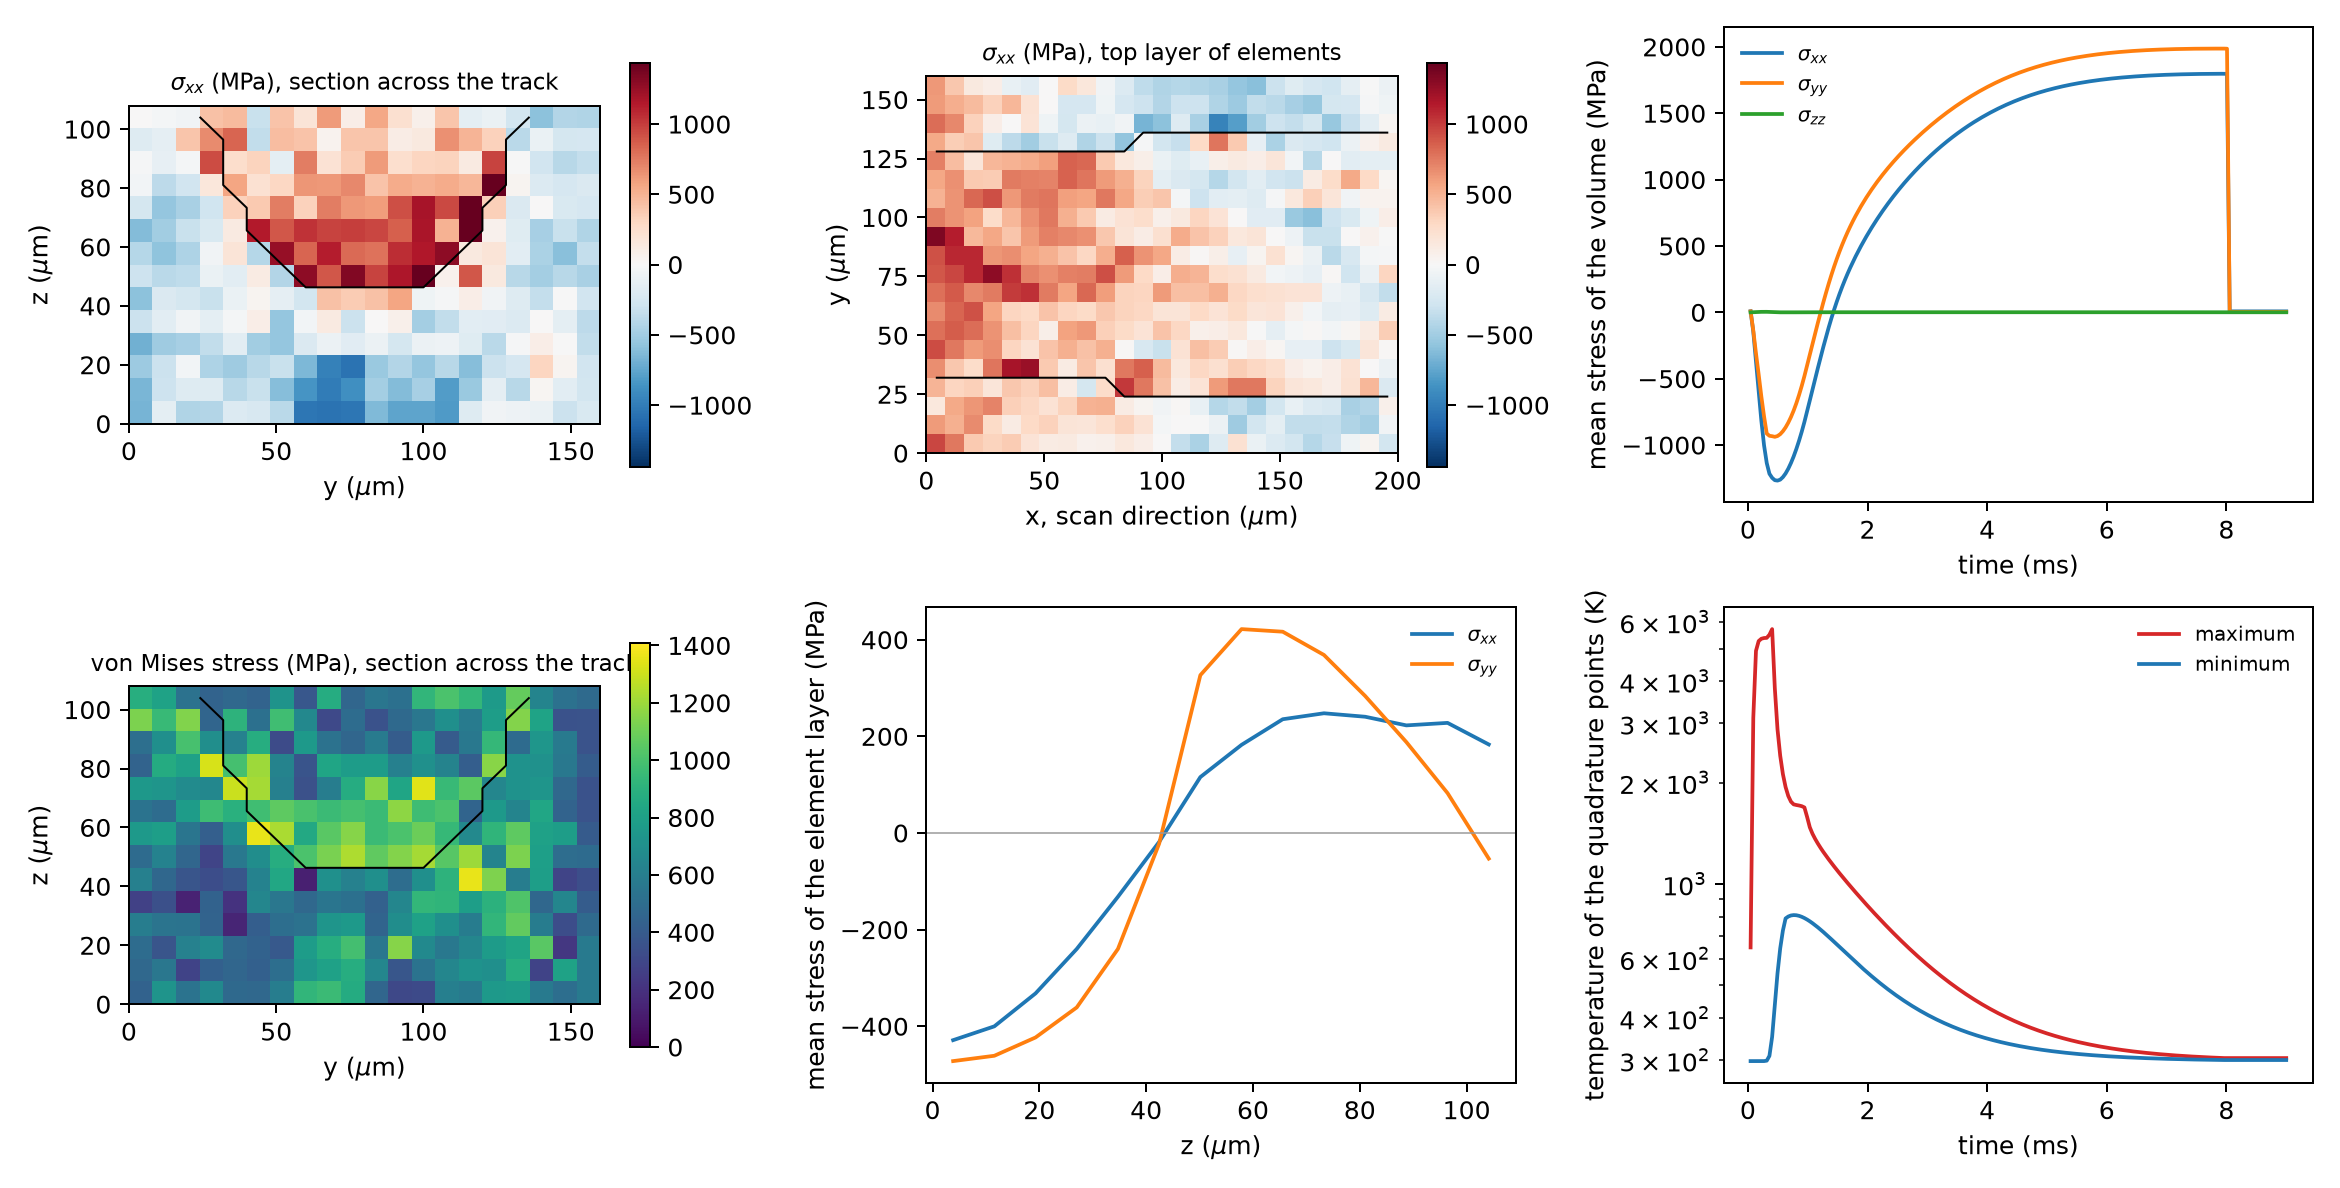 σxx (MPa), section across the track
100
80
60
40
20
0
z (μm)
0
50
100
150
y (μm)
1000
500
0
−500
−1000
σxx (MPa), top layer of elements
150
125
100
75
50
25
0
y (μm)
0
50
100
150
200
x, scan direction (μm)
1000
500
0
−500
−1000
2000
1500
1000
500
0
−500
−1000
mean stress of the volume (MPa)
σxx
σyy
σzz
0
2
4
6
8
time (ms)
von Mises stress (MPa), section across the track
100
80
60
40
20
0
z (μm)
0
50
100
150
y (μm)
1400
1200
1000
800
600
400
200
0
400
200
0
−200
−400
mean stress of the element layer (MPa)
σxx
σyy
0
20
40
60
80
100
z (μm)
6 × 10³
4 × 10³
3 × 10³
2 × 10³
10³
6 × 10²
4 × 10²
3 × 10²
temperature of the quadrature points (K)
maximum
minimum
0
2
4
6
8
time (ms)